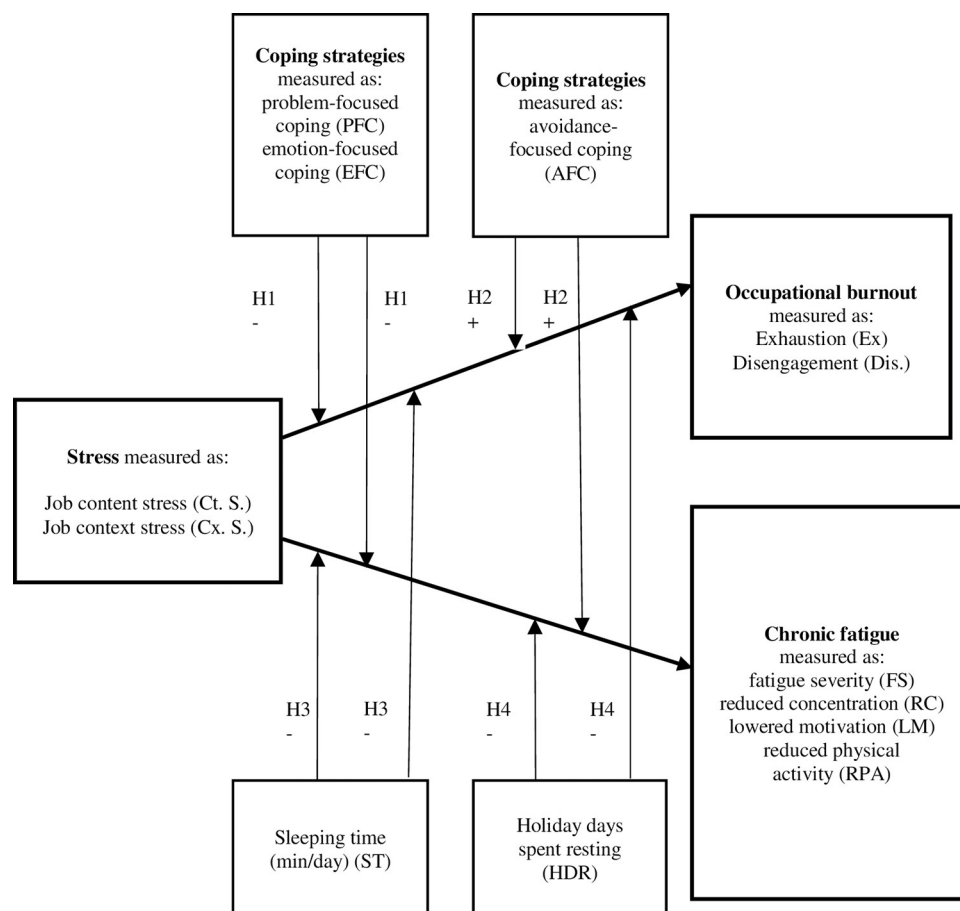 Coping strategies
measured as:
problem-focused
coping (PFC)
emotion-focused
coping (EFC)
Coping strategies
measured as:
avoidance-
focused coping
(AFC)
H1
-
H1
-
H2
+
H2
+
Occupational burnout
measured as:
Exhaustion (Ex)
Disengagement (Dis.)
Stress measured as:
Job content stress (Ct. S.)
Job context stress (Cx. S.)
Chronic fatigue
measured as:
fatigue severity (FS)
reduced concentration (RC)
lowered motivation (LM)
reduced physical
activity (RPA)
H3
-
H3
-
H4
-
H4
-
Sleeping time
(min/day) (ST)
Holiday days
spent resting
(HDR)